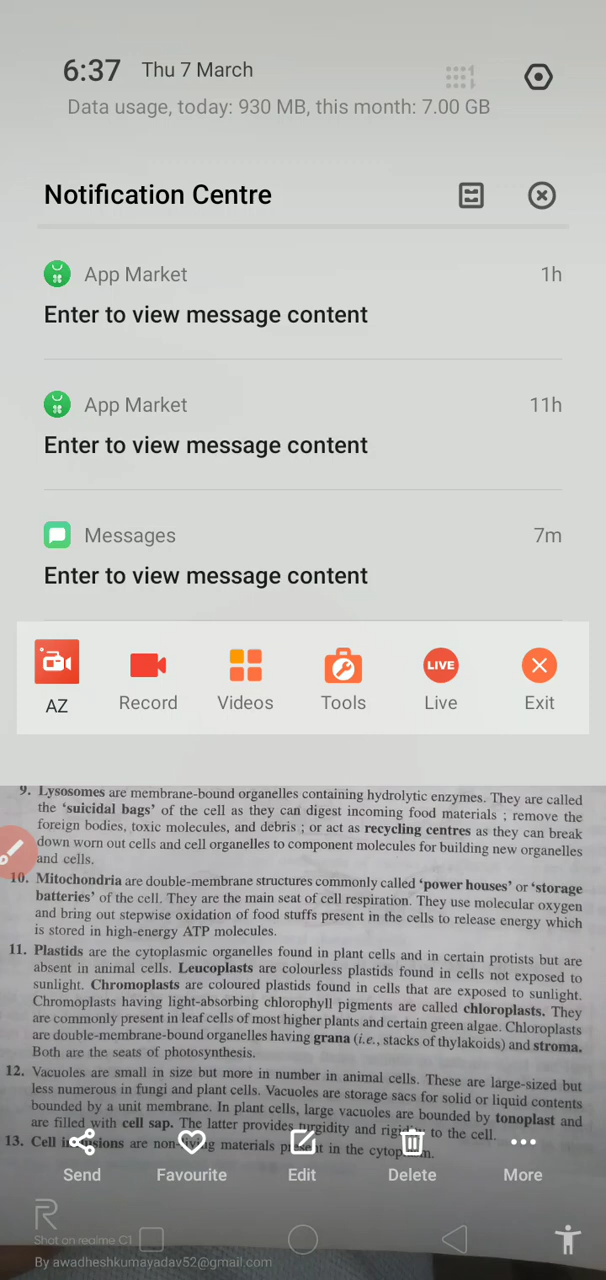 6:37 Thu 7 March
Data usage, today: 930 MB, this month: 7.00 GB
Notification Centre
App Market 1h
Enter to view message content
App Market 11h
Enter to view message content
Messages 7m
Enter to view message content
LIVE
AZ Record Videos Tools Live Exit
9. Lysosomes are membrane-bound organelles containing hydrolytic enzymes. They are called
the 'suicidal bags' of the cell as they can digest incoming food materials ; remove the
foreign bodies, toxic molecules, and debris ; or act as recycling centres as they can break
down worn out cells and cell organelles to component molecules for building new organelles
and cells.
10. Mitochondria are double-membrane structures commonly called 'power houses' or 'storage
batteries' of the cell. They are the main seat of cell respiration. They use molecular oxygen
and bring out stepwise oxidation of food stuffs present in the cells to release energy which
is stored in high-energy ATP molecules.
11. Plastids are the cytoplasmic organelles found in plant cells and in certain protists but are
absent in animal cells. Leucoplasts are colourless plastids found in cells not exposed to
sunlight. Chromoplasts are coloured plastids found in cells that are exposed to sunlight.
Chromoplasts having light-absorbing chlorophyll pigments are called chloroplasts. They
are commonly present in leaf cells of most higher plants and certain green algae. Chloroplasts
are double-membrane-bound organelles having grana (i.e., stacks of thylakoids) and stroma.
Both are the seats of photosynthesis.
12. Vacuoles are small in size but more in number in animal cells. These are large-sized but
less numerous in fungi and plant cells. Vacuoles are storage sacs for solid or liquid contents
bounded by a unit membrane. In plant cells, large vacuoles are bounded by tonoplast and
are filled with cell sap. The latter provides turgidity and rigidity to the cell.
13. Cell inclusions are non-living materials present in the cytoplasm.
Send Favourite Edit Delete More
R
Shot on realme C1
By awadheshkumayadav52@gmail.com